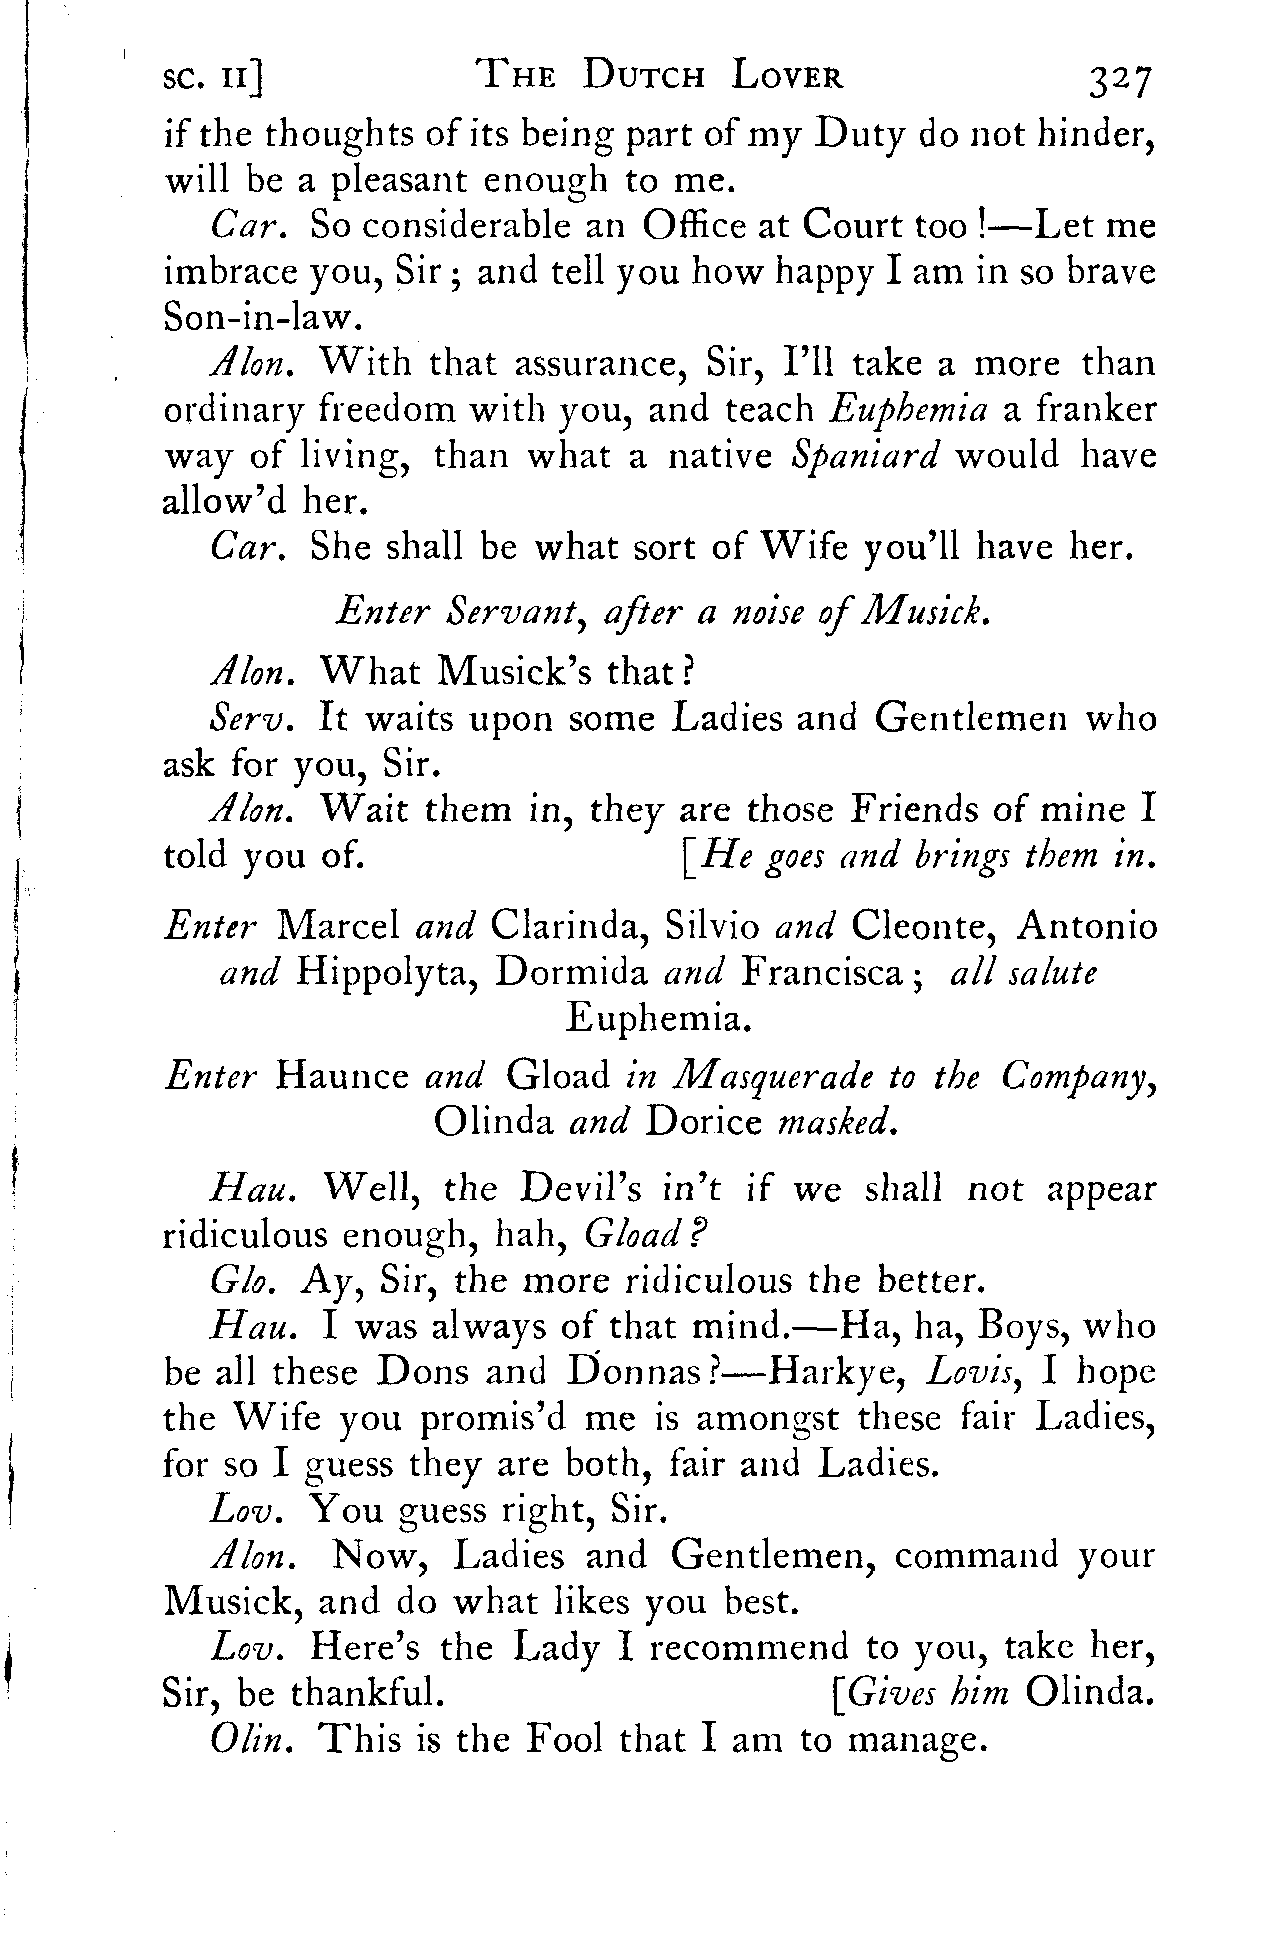 SC. II] THE DUTCH LOVER 327
if the thoughts of its being part of my Duty do not hinder,
will be a pleasant enough to me.
Car. So considerable an Office at Court too !—Let me
imbrace you, Sir ; and tell you how happy I am in so brave
Son-in-law.
Alon. With that assurance, Sir, I'll take a more than
ordinary freedom with you, and teach Euphemia a franker
way of living, than what a native Spaniard would have
allow'd her.
Car. She shall be what sort of Wife you'll have her.
Enter Servant, after a noise of Musick.
Alon. What Musick's that ?
Serv. It waits upon some Ladies and Gentlemen who
ask for you, Sir.
Alon. Wait them in, they are those Friends of mine I
told you of. [He goes and brings them in.
Enter Marcel and Clarinda, Silvio and Cleonte, Antonio
and Hippolyta, Dormida and Francisca ; all salute
Euphemia.
Enter Haunce and Gload in Masquerade to the Company,
Olinda and Dorice masked.
Hau. Well, the Devil's in't if we shall not appear
ridiculous enough, hah, Gload ?
Glo. Ay, Sir, the more ridiculous the better.
Hau. I was always of that mind.—Ha, ha, Boys, who
be all these Dons and Donnas ?—Harkye, Lovis, I hope
the Wife you promis'd me is amongst these fair Ladies,
for so I guess they are both, fair and Ladies.
Lov. You guess right, Sir.
Alon. Now, Ladies and Gentlemen, command your
Musick, and do what likes you best.
Lov. Here's the Lady I recommend to you, take her,
Sir, be thankful. [Gives him Olinda.
Olin. This is the Fool that I am to manage.